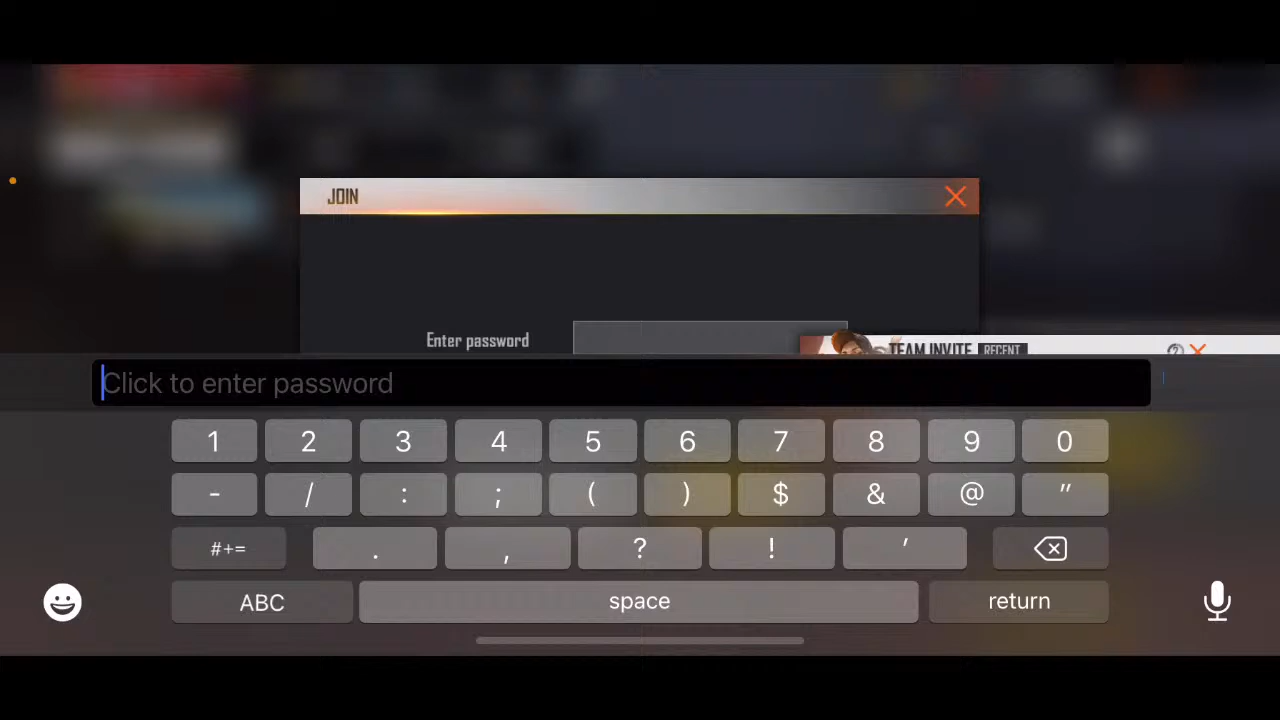 JOIN
Enter password
TEAM INVITE RECENT
Click to enter password
1 2 3 4 5 6 7 8 9 0
- / : ; ( ) $ & @ "
#+= . , ? ! '
ABC space return